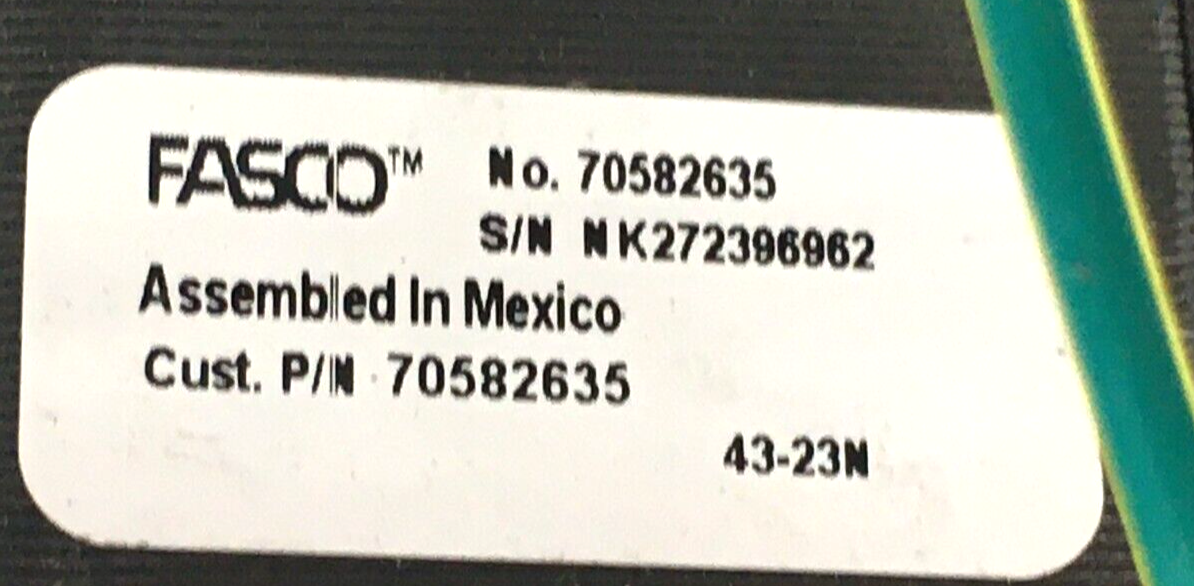 FASCO™ No. 70582635
S/N NK272396962
Assembled In Mexico
Cust. P/N 70582635
43-23N